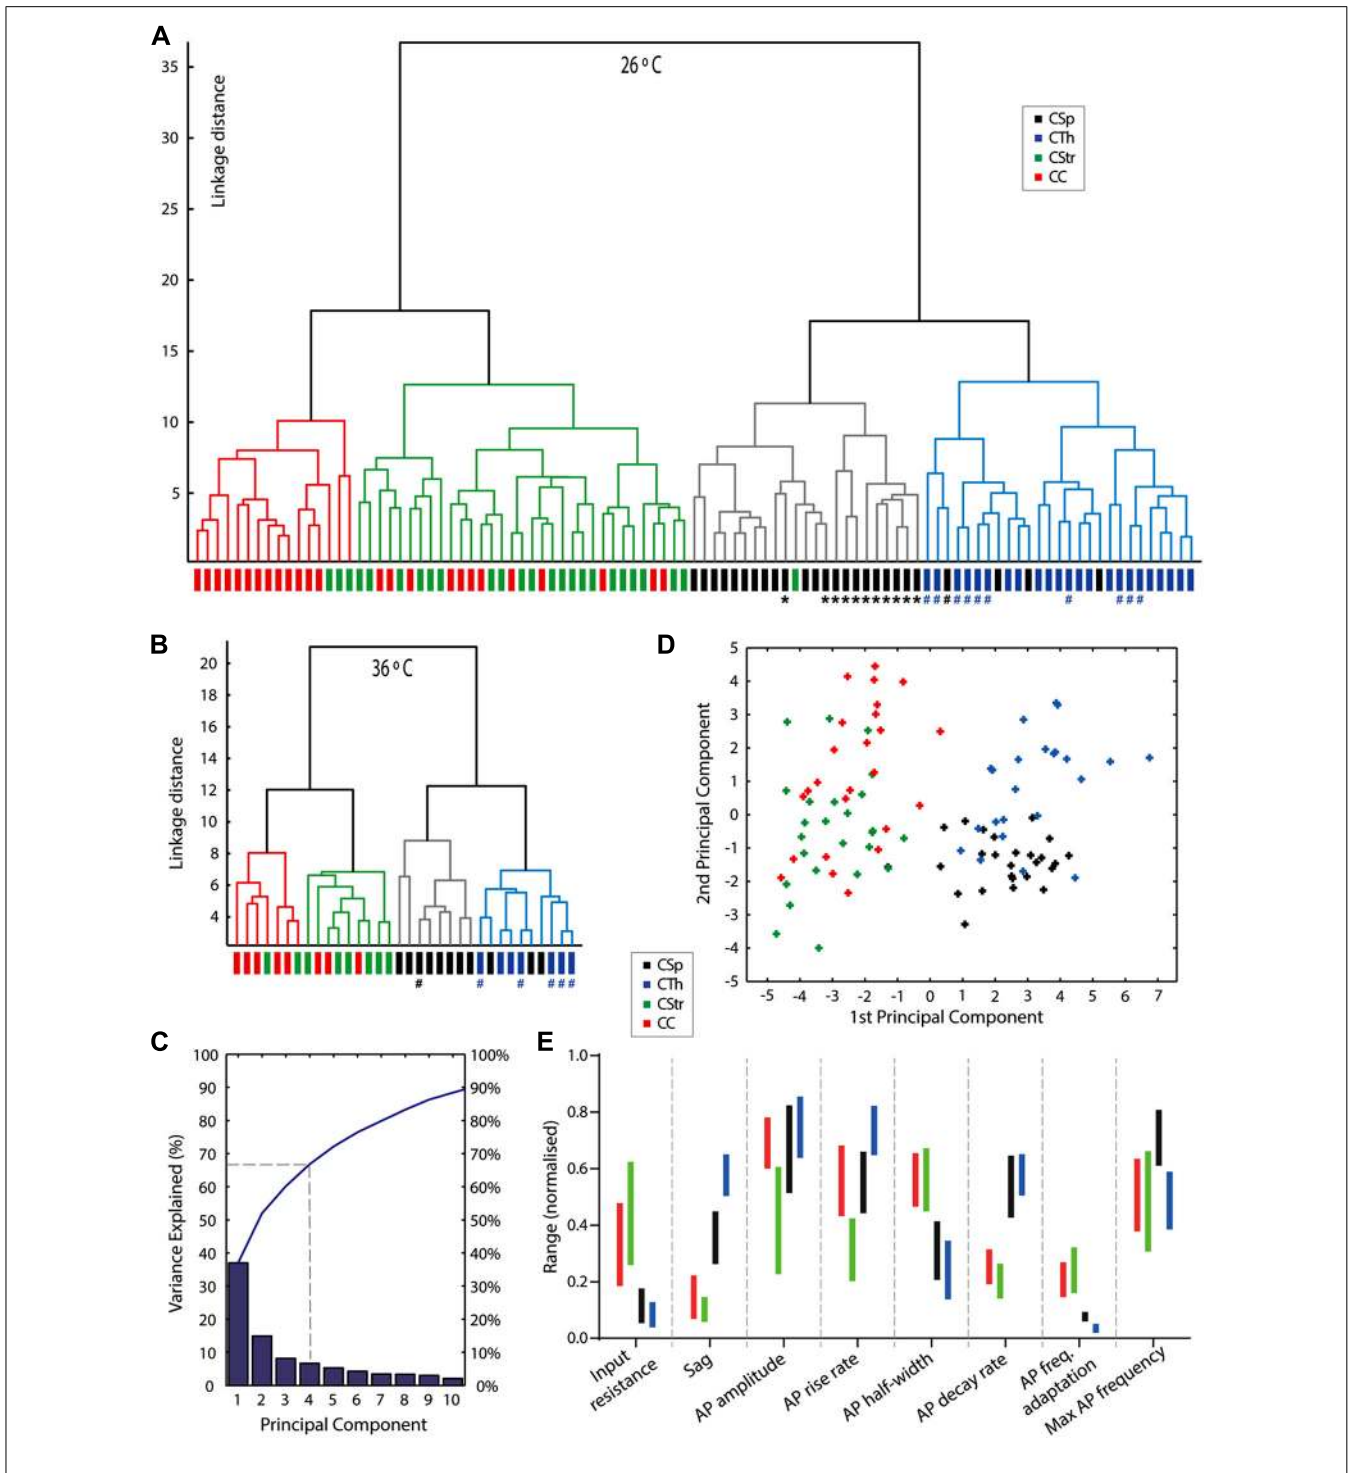 A
26 °C
Linkage distance
35
30
25
20
15
10
5
CSp
CTh
CStr
CC
* * * * * * * * * * * # # # # # # # # # # #
B
36 °C
Linkage distance
20
18
16
14
12
10
8
6
4
# # # # # #
CSp
CTh
CStr
CC
D
2nd Principal Component
5
4
3
2
1
0
-1
-2
-3
-4
-5
-5 -4 -3 -2 -1 0 1 2 3 4 5 6 7
1st Principal Component
C
Variance Explained (%)
100
90
80
70
60
50
40
30
20
10
0
100%
90%
80%
70%
60%
50%
40%
30%
20%
10%
0%
1 2 3 4 5 6 7 8 9 10
Principal Component
E
Range (normalised)
1.0
0.8
0.6
0.4
0.2
0.0
Input
resistance
Sag
AP amplitude
AP rise rate
AP half-width
AP decay rate
AP freq.
adaptation
Max AP frequency